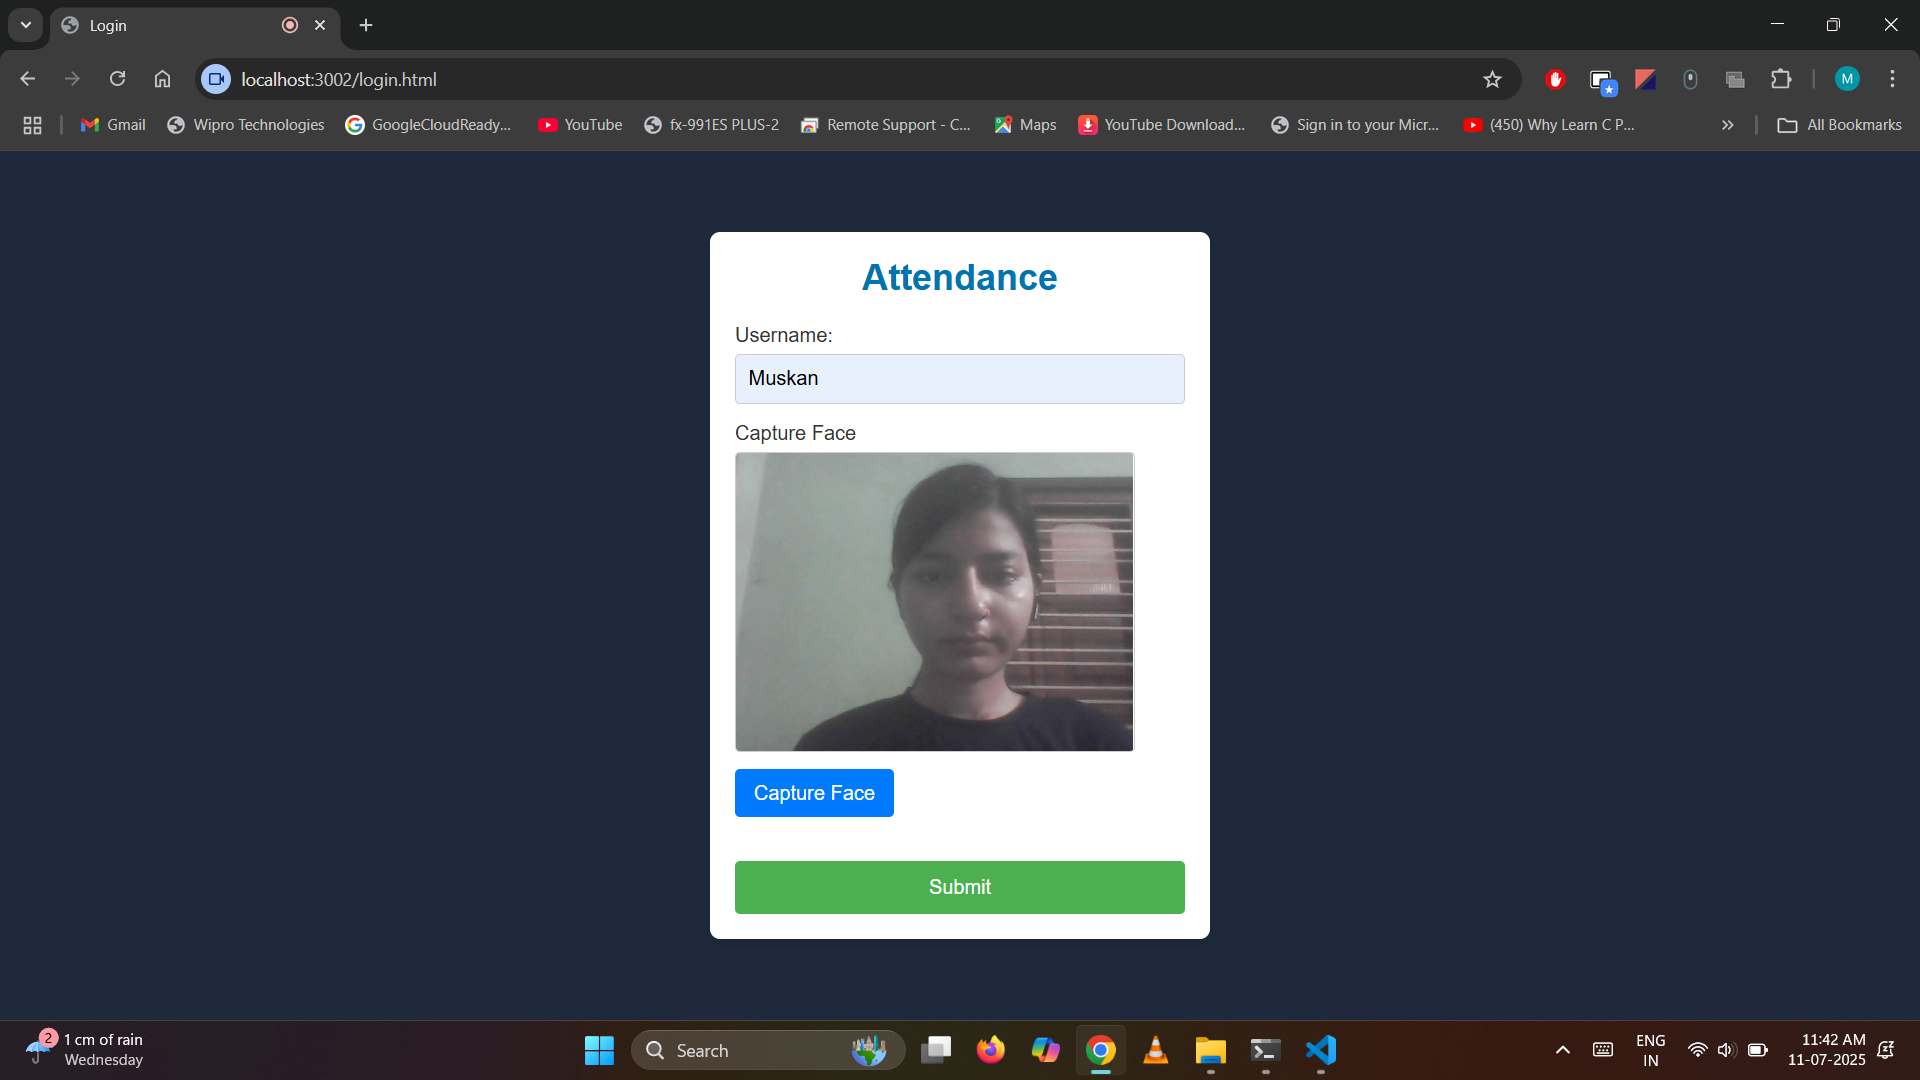 Login
localhost:3002/login.html
M
Gmail
Wipro Technologies
GoogleCloudReady...
YouTube
fx-991ES PLUS-2
Remote Support - C...
Maps
YouTube Download...
Sign in to your Micr...
(450) Why Learn C P...
All Bookmarks
Attendance
Username:
Muskan
Capture Face
Capture Face
Submit
2
1 cm of rain
Wednesday
Search
ENG
IN
11:42 AM
11-07-2025